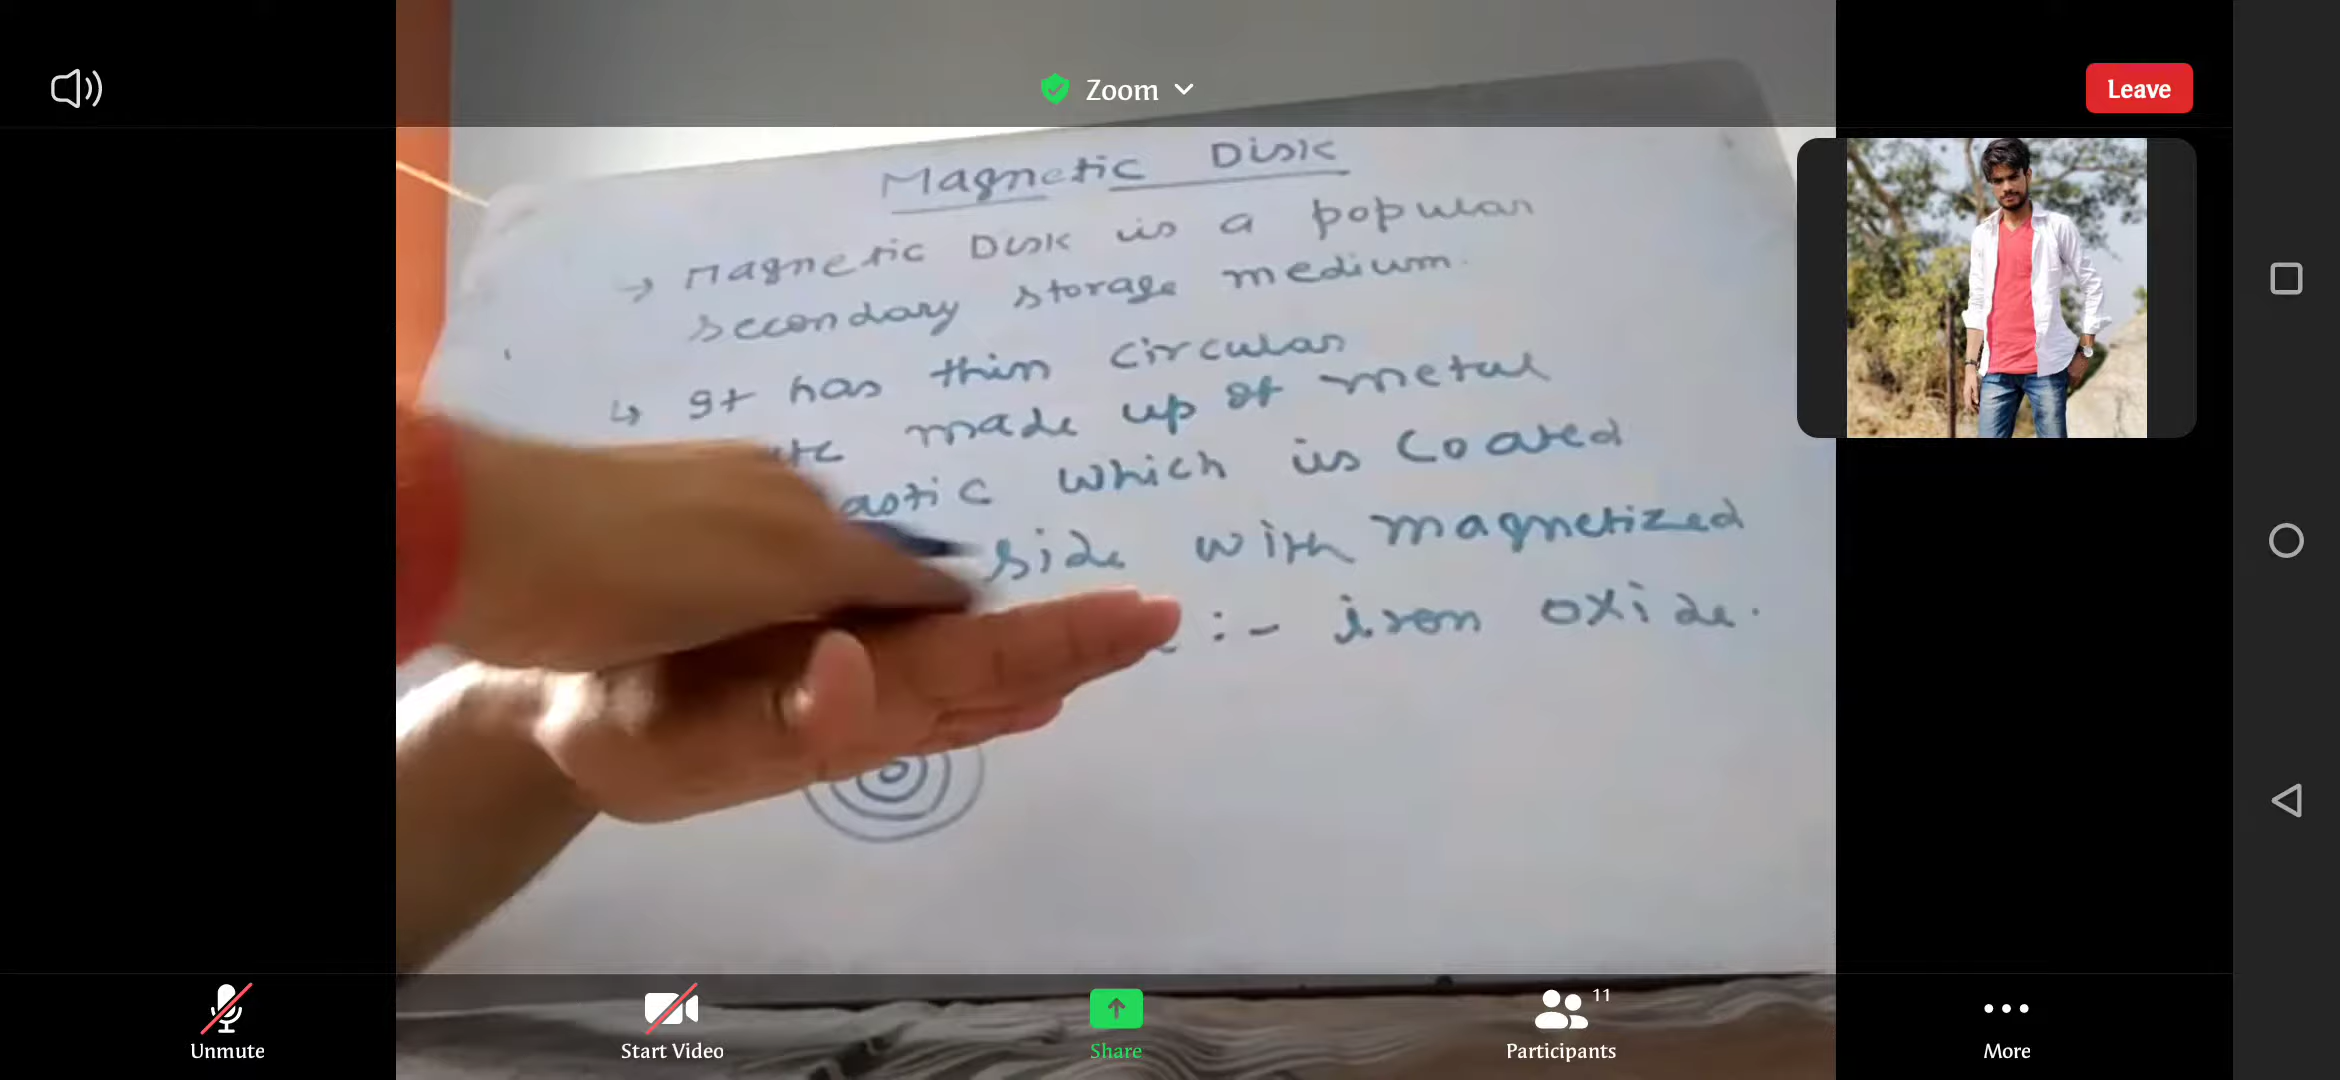 Zoom
Leave
Magnetic Disk
→ Magnetic Disk is a popular
secondary storage medium.
↳ It has thin circular
made up of metal
which is coated
side with magnetized
:- iron oxide.
Unmute
Start Video
Share
Participants
11
More